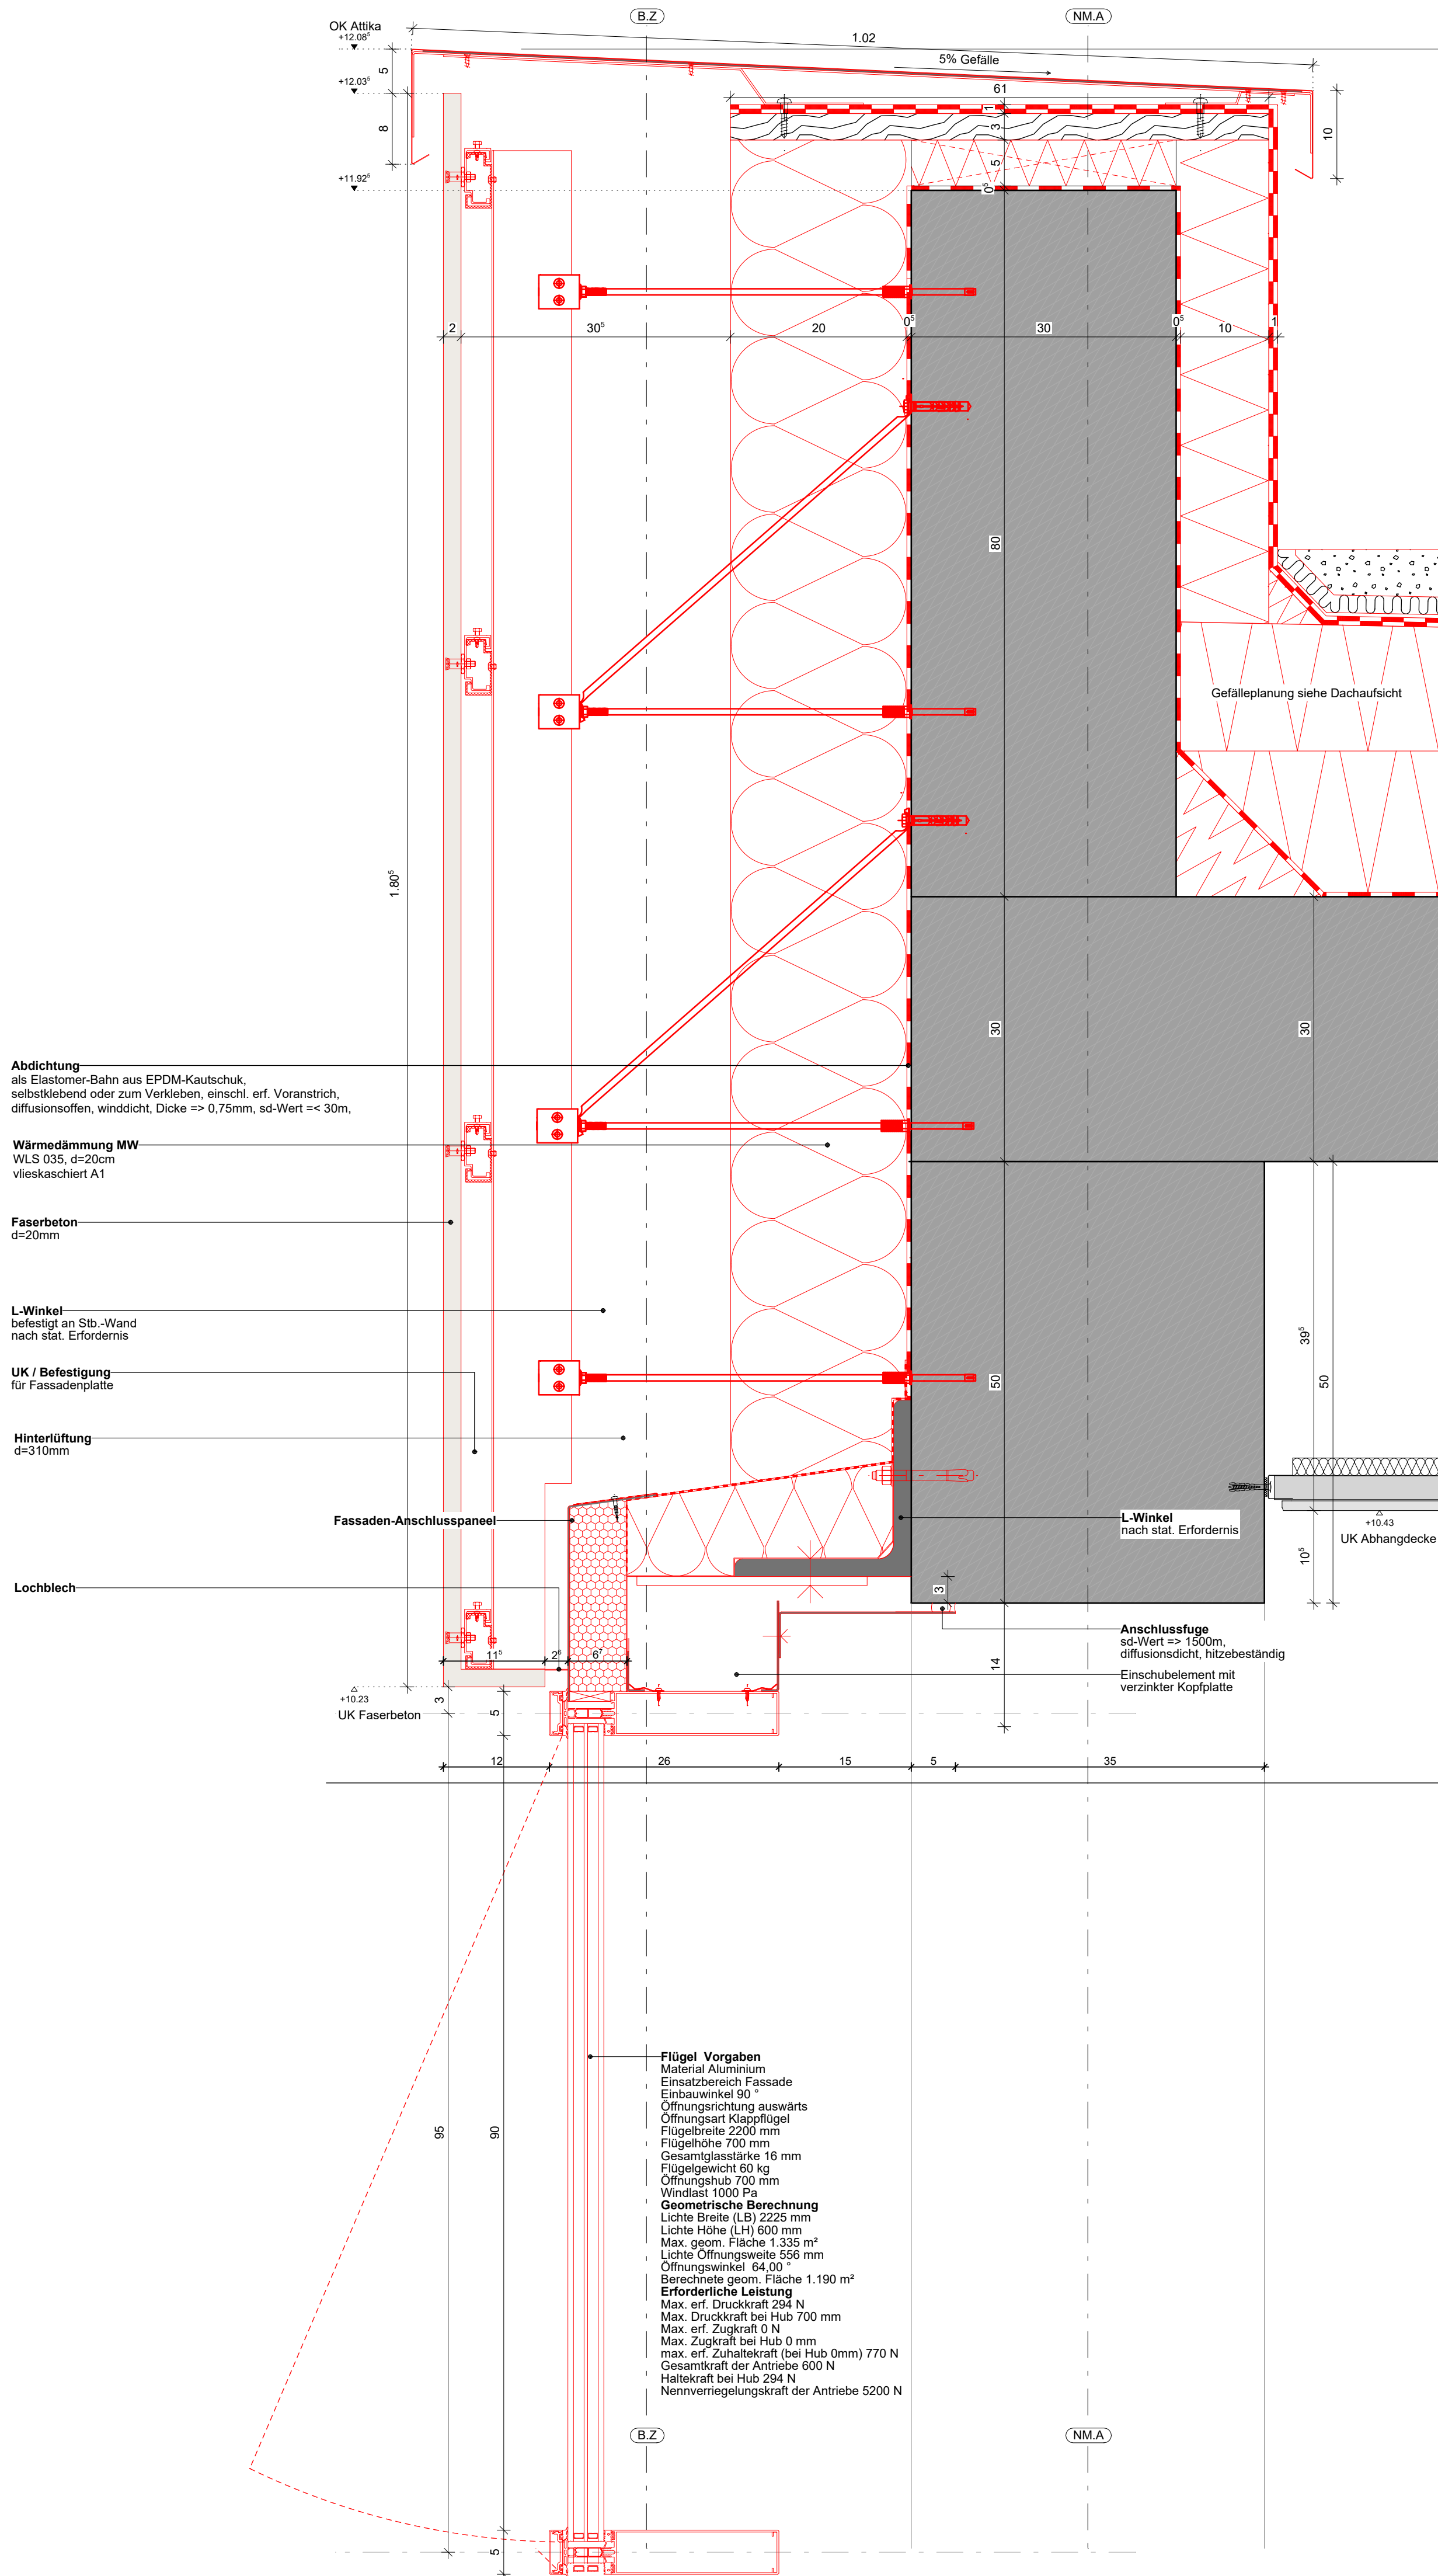 B.Z
NM.A
OK Attika
+12.08⁵
1.02
5% Gefälle
5
+12.03⁵
61
1
8
3
10
5
+11.92⁵
0⁵
2
30⁵
20
0⁵
30
0⁵
10
1
80
Gefälleplanung siehe Dachaufsicht
1.80⁵
30
30
Abdichtung
als Elastomer-Bahn aus EPDM-Kautschuk,
selbstklebend oder zum Verkleben, einschl. erf. Voranstrich,
diffusionsoffen, winddicht, Dicke => 0,75mm, sd-Wert =< 30m,
Wärmedämmung MW
WLS 035, d=20cm
vlieskaschiert A1
Faserbeton
d=20mm
L-Winkel
befestigt an Stb.-Wand
nach stat. Erfordernis
39⁵
UK / Befestigung
für Fassadenplatte
50
50
Hinterlüftung
d=310mm
Fassaden-Anschlusspaneel
L-Winkel
nach stat. Erfordernis
+10.43
UK Abhangdecke
10⁵
Lochblech
3
Anschlussfuge
sd-Wert => 1500m,
diffusionsdicht, hitzebeständig
11⁵
2⁶
6⁷
14
Einschubelement mit
verzinkter Kopfplatte
+10.23
UK Faserbeton
3
5
12
26
15
5
35
Flügel Vorgaben
Material Aluminium
Einsatzbereich Fassade
Einbauwinkel 90 °
Öffnungsrichtung auswärts
Öffnungsart Klappflügel
Flügelbreite 2200 mm
Flügelhöhe 700 mm
Gesamtglasstärke 16 mm
Flügelgewicht 60 kg
Öffnungshub 700 mm
Windlast 1000 Pa
Geometrische Berechnung
Lichte Breite (LB) 2225 mm
Lichte Höhe (LH) 600 mm
Max. geom. Fläche 1.335 m²
Lichte Öffnungsweite 556 mm
Öffnungswinkel 64,00 °
Berechnete geom. Fläche 1.190 m²
Erforderliche Leistung
Max. erf. Druckkraft 294 N
Max. Druckkraft bei Hub 700 mm
Max. erf. Zugkraft 0 N
Max. Zugkraft bei Hub 0 mm
max. erf. Zuhaltekraft (bei Hub 0mm) 770 N
Gesamtkraft der Antriebe 600 N
Haltekraft bei Hub 294 N
Nennverriegelungskraft der Antriebe 5200 N
95
90
B.Z
NM.A
5